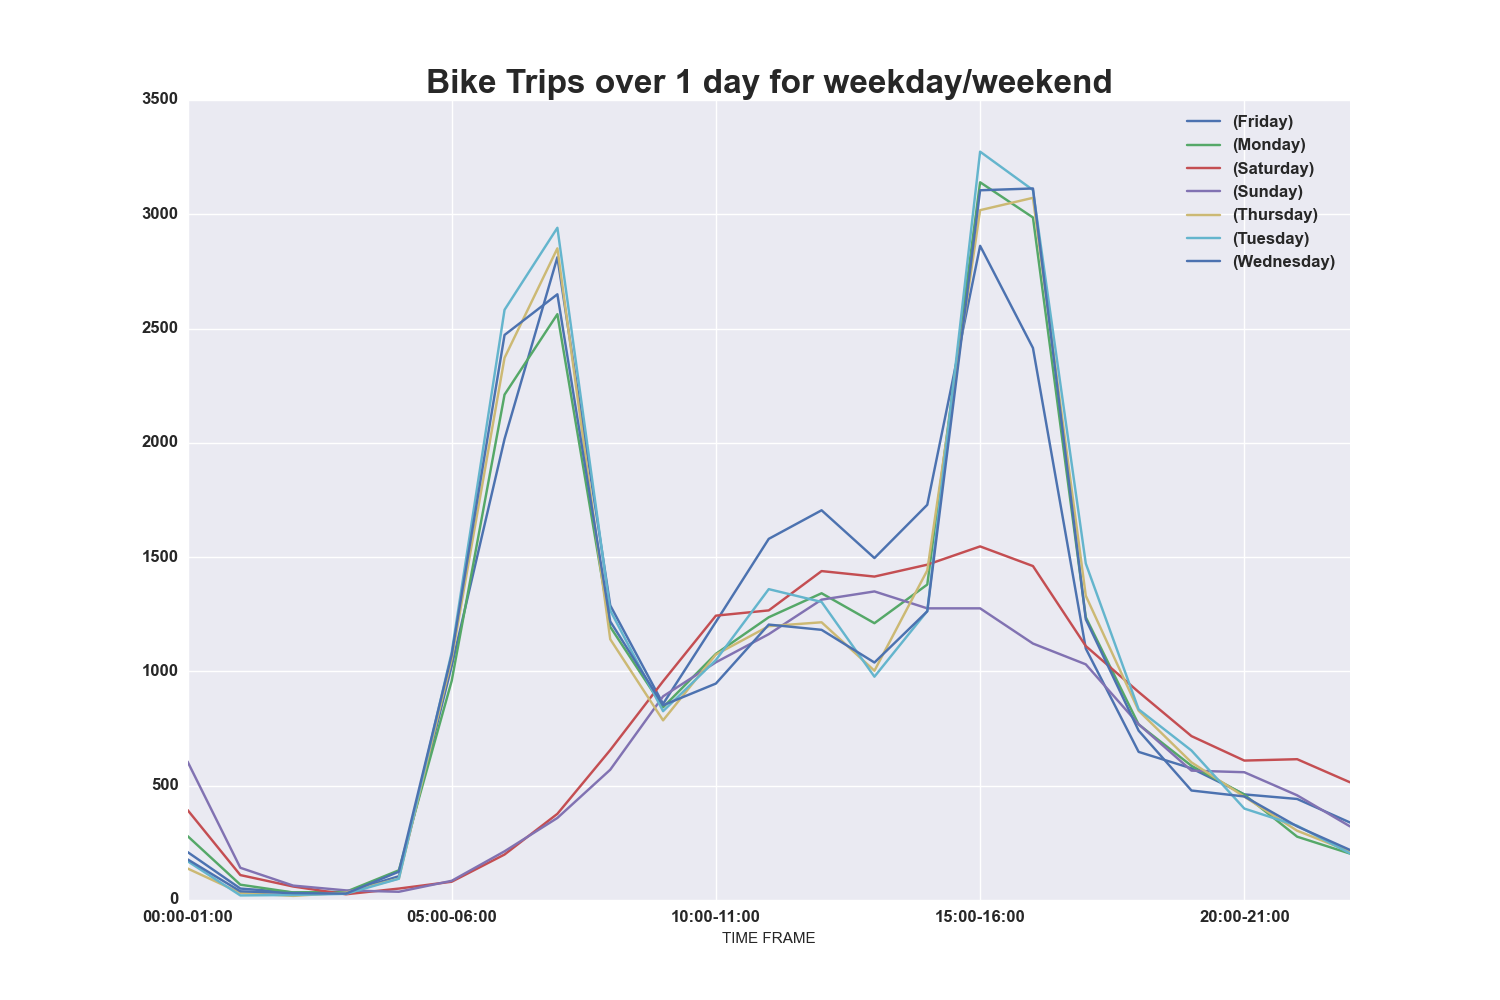 Bike Trips over 1 day for weekday/weekend
3500
3000
2500
2000
1500
1000
500
0
(Friday)
(Monday)
(Saturday)
(Sunday)
(Thursday)
(Tuesday)
(Wednesday)
00:00-01:00 05:00-06:00 10:00-11:00 15:00-16:00 20:00-21:00
TIME FRAME